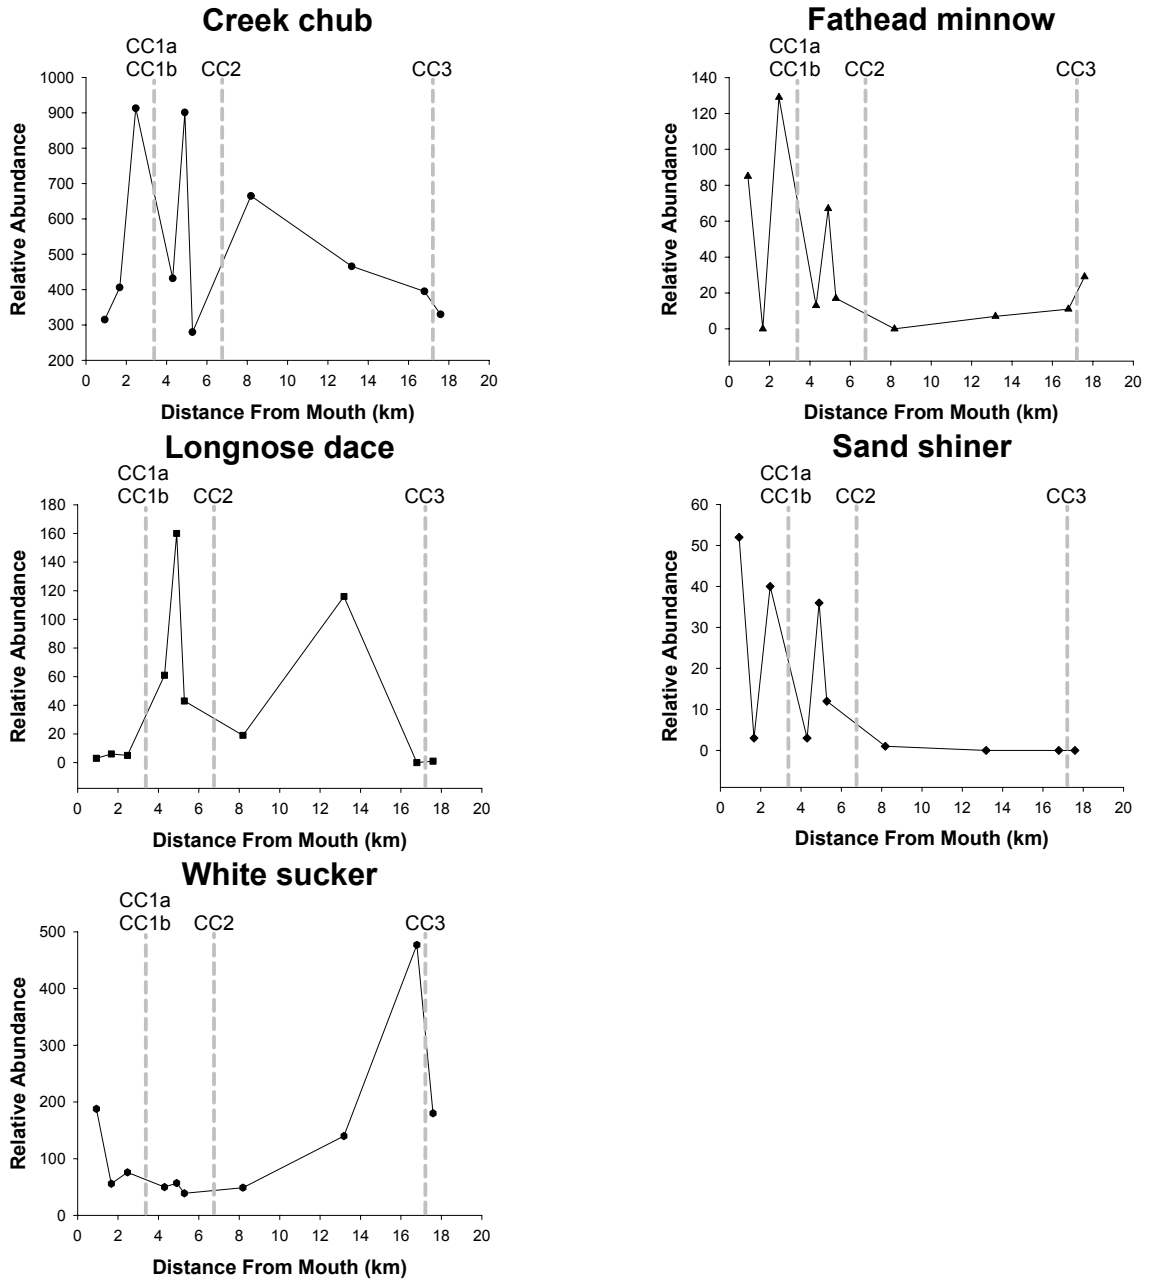 Creek chub
CC1a
CC1b CC2 CC3
1000
900
800
700
600
500
400
300
200
Relative Abundance
0 2 4 6 8 10 12 14 16 18 20
Distance From Mouth (km)
Fathead minnow
CC1a
CC1b CC2 CC3
140
120
100
80
60
40
20
0
Relative Abundance
0 2 4 6 8 10 12 14 16 18 20
Distance From Mouth (km)
Longnose dace
CC1a
CC1b CC2 CC3
180
160
140
120
100
80
60
40
20
0
Relative Abundance
0 2 4 6 8 10 12 14 16 18 20
Distance From Mouth (km)
Sand shiner
CC1a
CC1b CC2 CC3
60
50
40
30
20
10
0
Relative Abundance
0 2 4 6 8 10 12 14 16 18 20
Distance From Mouth (km)
White sucker
CC1a
CC1b CC2 CC3
500
400
300
200
100
0
Relative Abundance
0 2 4 6 8 10 12 14 16 18 20
Distance From Mouth (km)